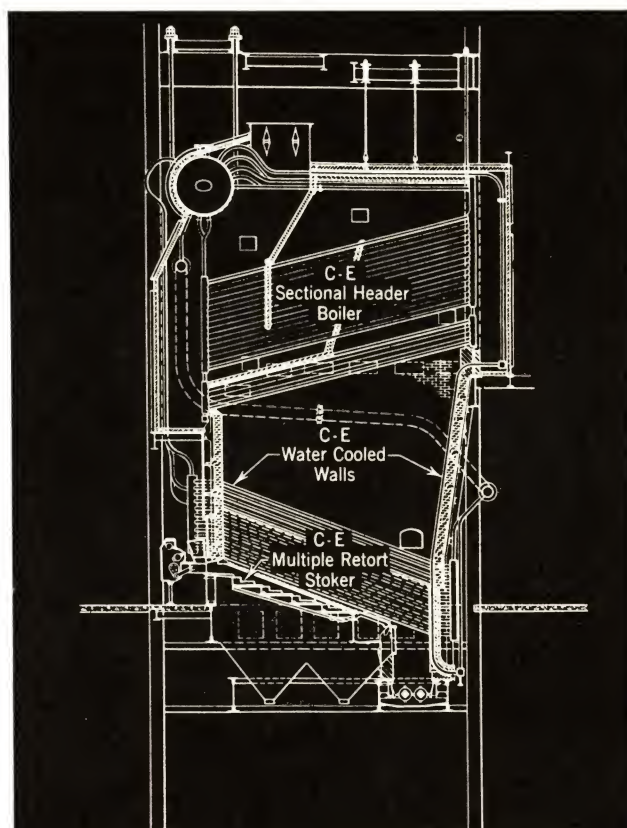 C-E
Sectional Header
Boiler
C-E
Water Cooled
Walls
C-E
Multiple Retort
Stoker